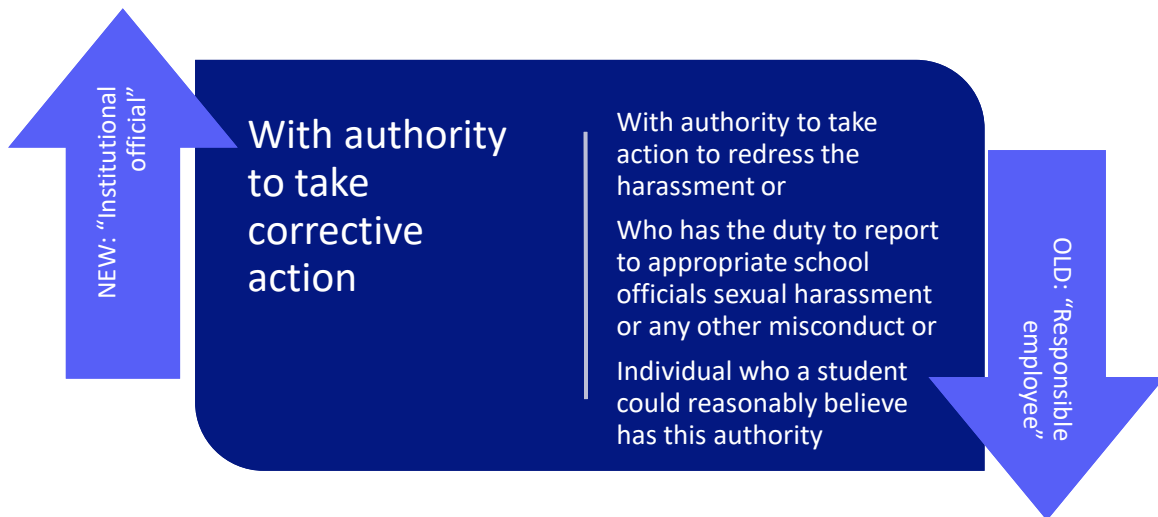 NEW: “Institutional
official”
With authority
to take
corrective
action
With authority to take
action to redress the
harassment or
Who has the duty to report
to appropriate school
officials sexual harassment
or any other misconduct or
Individual who a student
could reasonably believe
has this authority
OLD: “Responsible
employee”